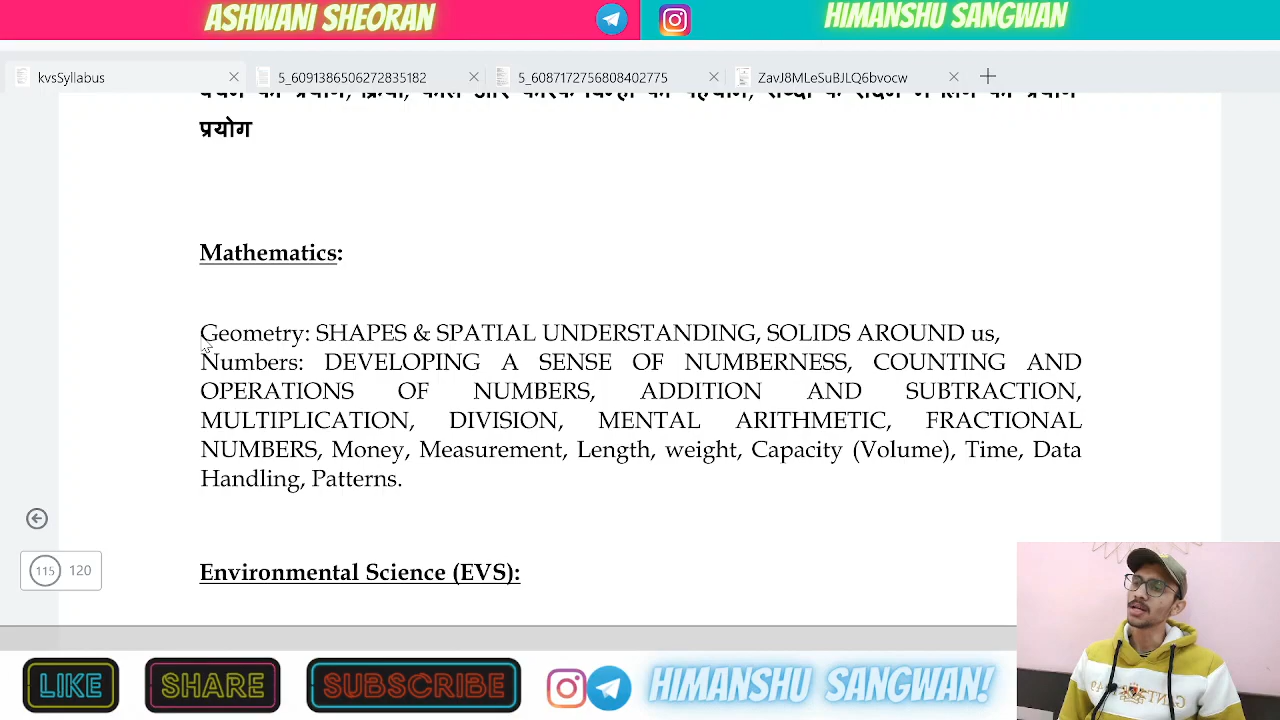 ASHWANI SHEORAN
HIMANSHU SANGWAN
kvsSyllabus
5_6091386506272835182
5_6087172756808402775
ZavJ8MLeSuBJLQ6bvocw
प्रयोग
Mathematics:
Geometry: SHAPES & SPATIAL UNDERSTANDING, SOLIDS AROUND us,
Numbers: DEVELOPING A SENSE OF NUMBERNESS, COUNTING AND
OPERATIONS OF NUMBERS, ADDITION AND SUBTRACTION,
MULTIPLICATION, DIVISION, MENTAL ARITHMETIC, FRACTIONAL
NUMBERS, Money, Measurement, Length, weight, Capacity (Volume), Time, Data
Handling, Patterns.
115 120
Environmental Science (EVS):
LIKE
SHARE
SUBSCRIBE
HIMANSHU SANGWAN!